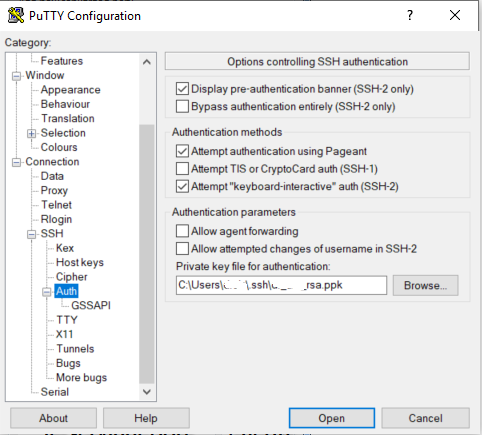 PuTTY Configuration
?
Category:
Features
Window
Appearance
Behaviour
Translation
Selection
Colours
Connection
Data
Proxy
Telnet
Rlogin
SSH
Kex
Host keys
Cipher
Auth
GSSAPI
TTY
X11
Tunnels
Bugs
More bugs
Serial
Options controlling SSH authentication
Display pre-authentication banner (SSH-2 only)
Bypass authentication entirely (SSH-2 only)
Authentication methods
Attempt authentication using Pageant
Attempt TIS or CryptoCard auth (SSH-1)
Attempt "keyboard-interactive" auth (SSH-2)
Authentication parameters
Allow agent forwarding
Allow attempted changes of username in SSH-2
Private key file for authentication:
C:\Users\ \.ssh\ _rsa.ppk
Browse...
About
Help
Open
Cancel